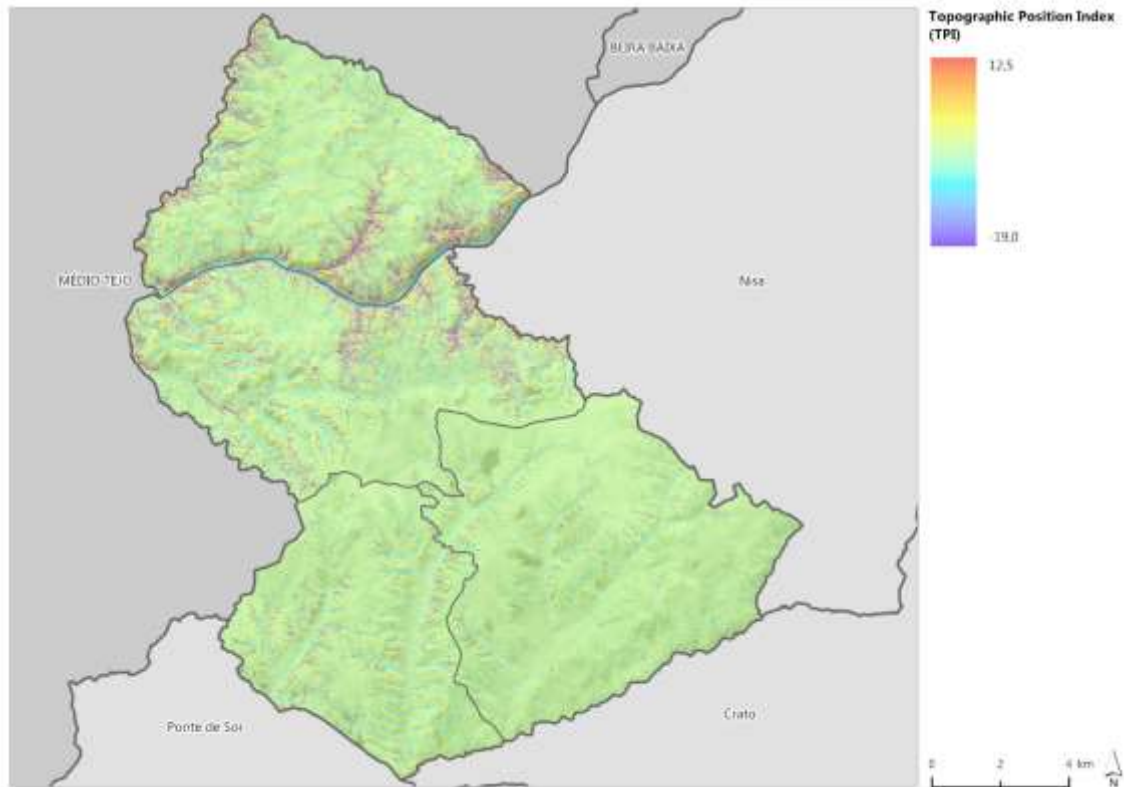 Topographic Position Index
(TPI)
12,5
-19,0
BEIRA BAIXA
MÉDIO TEJO
Nisa
Ponte de Sor
Crato
0 2 4 km
N